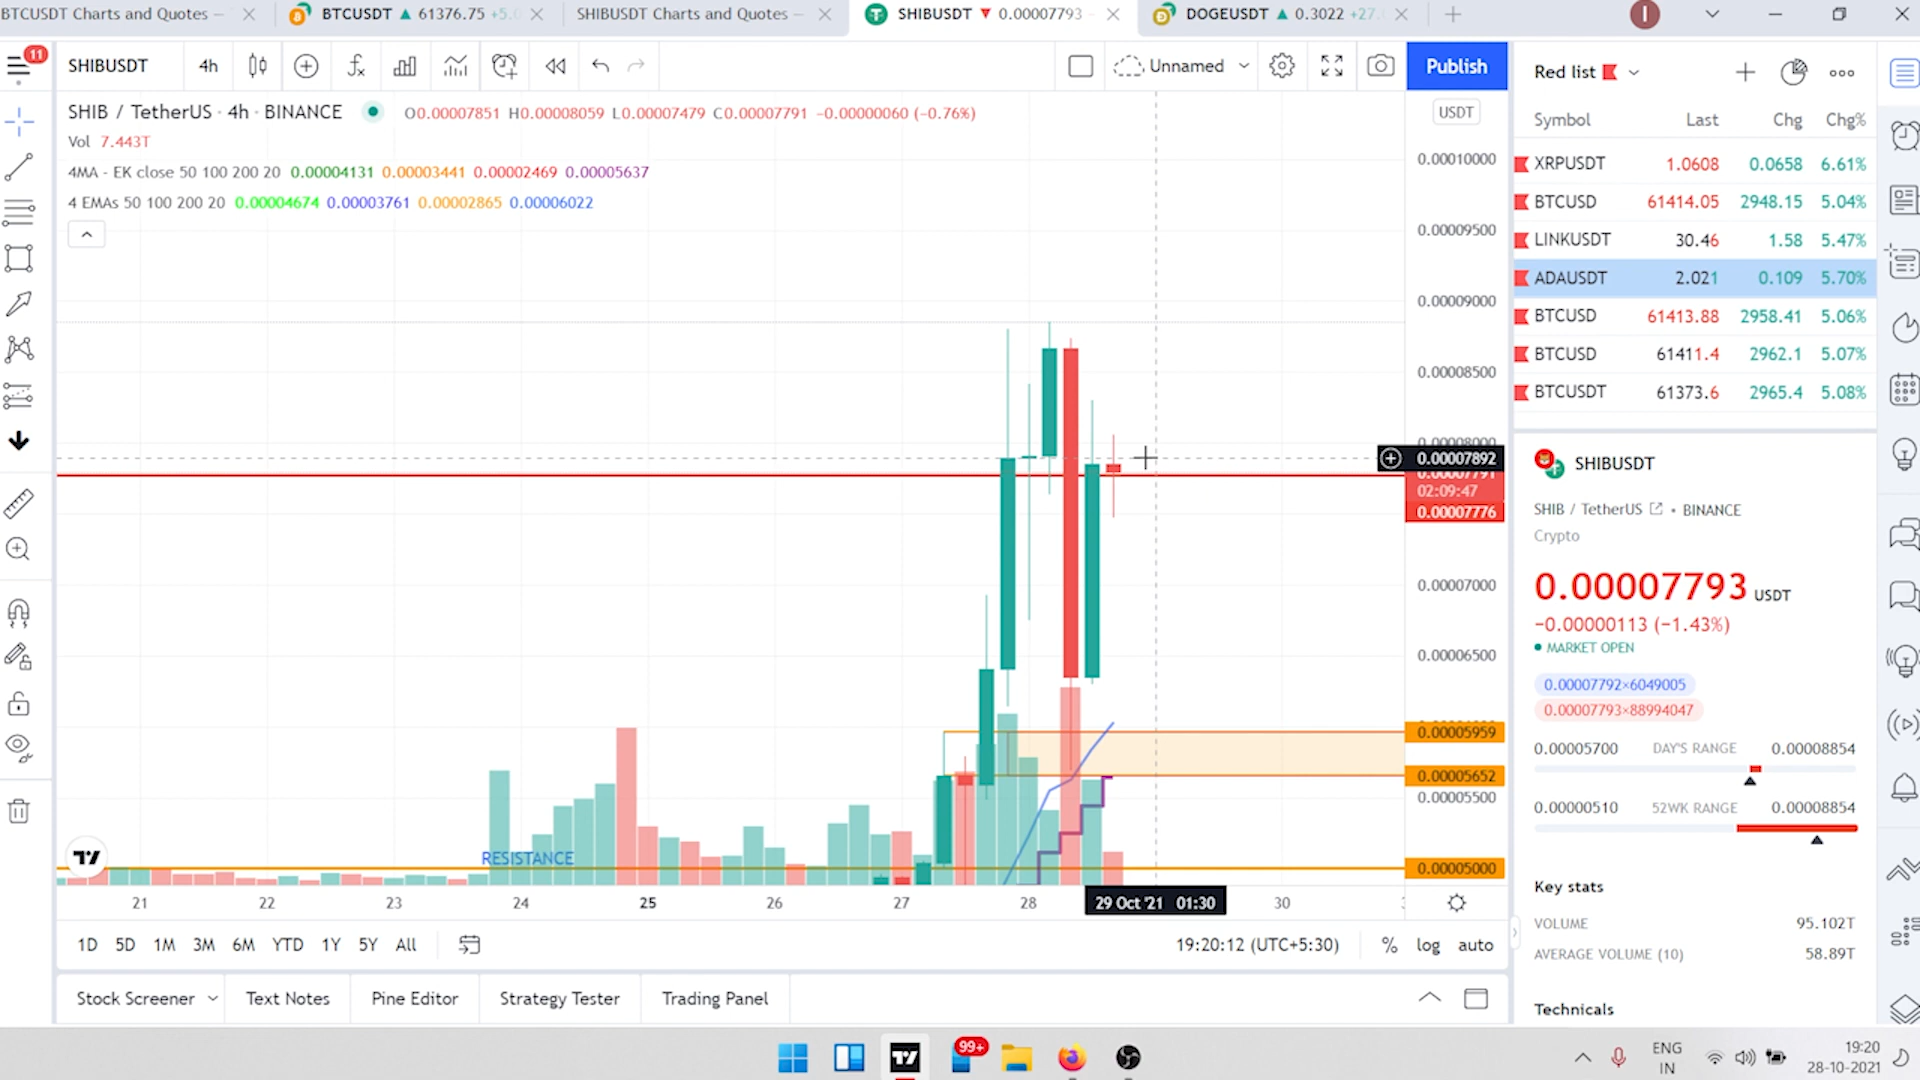 BTCUSDT Charts and Quotes —
BTCUSDT ▲ 61376.75 +5.0
SHIBUSDT Charts and Quotes —
SHIBUSDT ▼ 0.00007793
DOGEUSDT ▲ 0.3022 +27.
I
11
SHIBUSDT
4h
Unnamed
Publish
SHIB / TetherUS · 4h · BINANCE
O0.00007851 H0.00008059 L0.00007479 C0.00007791 −0.00000060 (−0.76%)
Vol 7.443T
4MA - EK close 50 100 200 20 0.00004131 0.00003441 0.00002469 0.00005637
4 EMAs 50 100 200 20 0.00004674 0.00003761 0.00002865 0.00006022
USDT
0.00010000
0.00009500
0.00009000
0.00008500
0.00008000
0.00007892
0.00007791
02:09:47
0.00007776
0.00007000
0.00006500
0.00005959
0.00005652
0.00005500
0.00005000
RESISTANCE
21 22 23 24 25 26 27 28 29 Oct '21 01:30 30
1D 5D 1M 3M 6M YTD 1Y 5Y All
19:20:12 (UTC+5:30)
% log auto
Stock Screener
Text Notes
Pine Editor
Strategy Tester
Trading Panel
Red list
Symbol Last Chg Chg%
XRPUSDT 1.0608 0.0658 6.61%
BTCUSD 61414.05 2948.15 5.04%
LINKUSDT 30.46 1.58 5.47%
ADAUSDT 2.021 0.109 5.70%
BTCUSD 61413.88 2958.41 5.06%
BTCUSD 61411.4 2962.1 5.07%
BTCUSDT 61373.6 2965.4 5.08%
SHIBUSDT
SHIB / TetherUS • BINANCE
Crypto
0.00007793 USDT
−0.00000113 (−1.43%)
MARKET OPEN
0.00007792×6049005
0.00007793×88994047
0.00005700 DAY'S RANGE 0.00008854
0.00000510 52WK RANGE 0.00008854
Key stats
VOLUME 95.102T
AVERAGE VOLUME (10) 58.89T
Technicals
99+
ENG
IN
19:20
28-10-2021